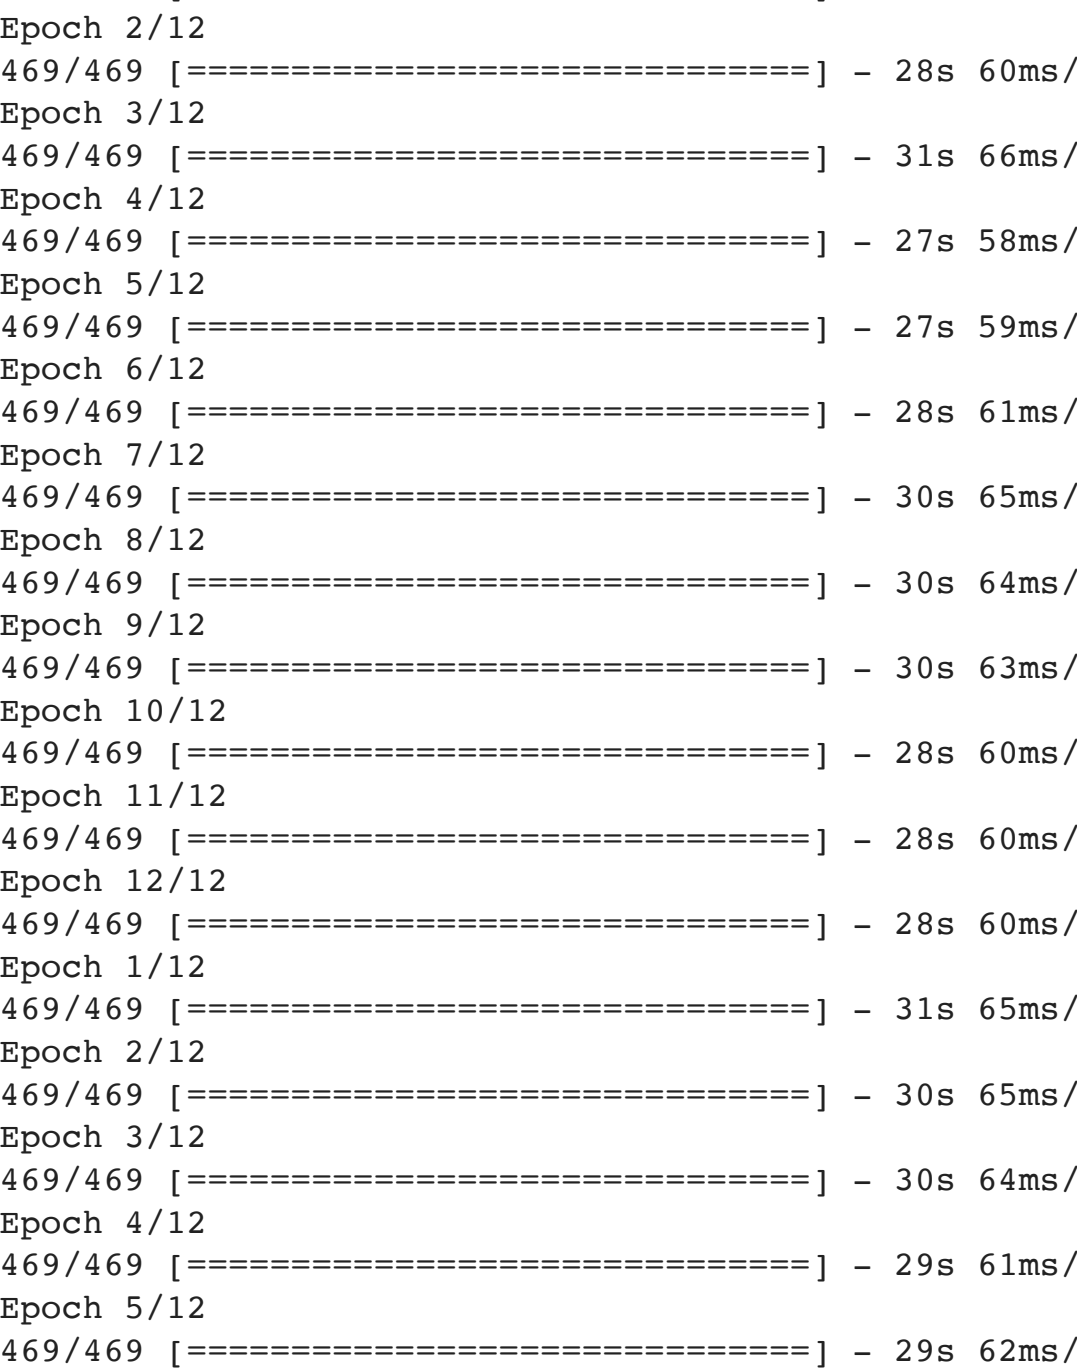 Epoch 2/12
469/469 [==============================] - 28s 60ms/
Epoch 3/12
469/469 [==============================] - 31s 66ms/
Epoch 4/12
469/469 [==============================] - 27s 58ms/
Epoch 5/12
469/469 [==============================] - 27s 59ms/
Epoch 6/12
469/469 [==============================] - 28s 61ms/
Epoch 7/12
469/469 [==============================] - 30s 65ms/
Epoch 8/12
469/469 [==============================] - 30s 64ms/
Epoch 9/12
469/469 [==============================] - 30s 63ms/
Epoch 10/12
469/469 [==============================] - 28s 60ms/
Epoch 11/12
469/469 [==============================] - 28s 60ms/
Epoch 12/12
469/469 [==============================] - 28s 60ms/
Epoch 1/12
469/469 [==============================] - 31s 65ms/
Epoch 2/12
469/469 [==============================] - 30s 65ms/
Epoch 3/12
469/469 [==============================] - 30s 64ms/
Epoch 4/12
469/469 [==============================] - 29s 61ms/
Epoch 5/12
469/469 [==============================] - 29s 62ms/